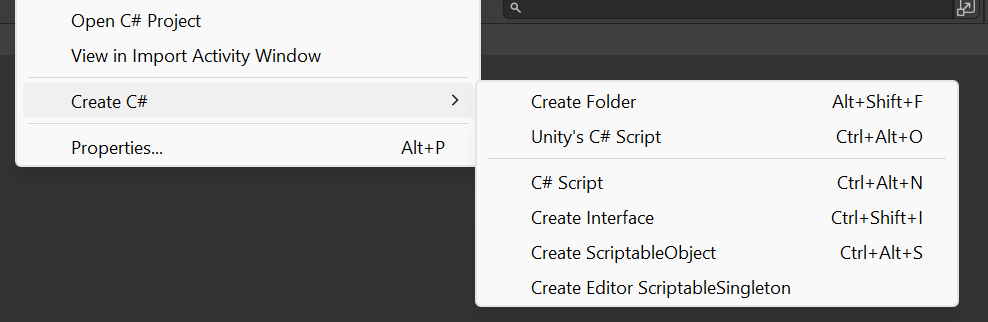 Open C# Project
View in Import Activity Window
Create C#
Properties... Alt+P
Create Folder Alt+Shift+F
Unity's C# Script Ctrl+Alt+O
C# Script Ctrl+Alt+N
Create Interface Ctrl+Shift+I
Create ScriptableObject Ctrl+Alt+S
Create Editor ScriptableSingleton